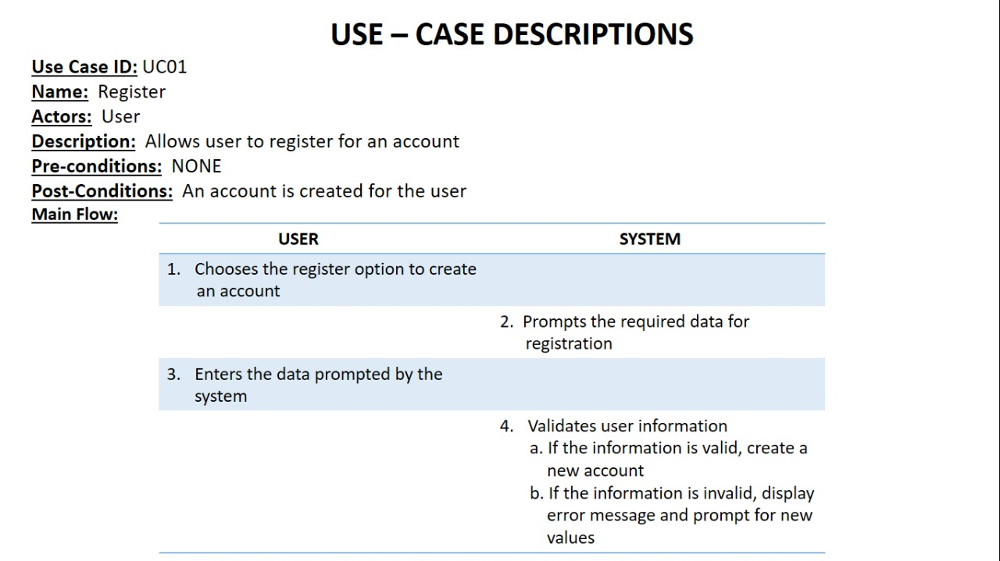 USE – CASE DESCRIPTIONS
Use Case ID: UC01
Name: Register
Actors: User
Description: Allows user to register for an account
Pre-conditions: NONE
Post-Conditions: An account is created for the user
Main Flow:
USER SYSTEM
1. Chooses the register option to create
an account
2. Prompts the required data for
registration
3. Enters the data prompted by the
system
4. Validates user information
a. If the information is valid, create a
new account
b. If the information is invalid, display
error message and prompt for new
values